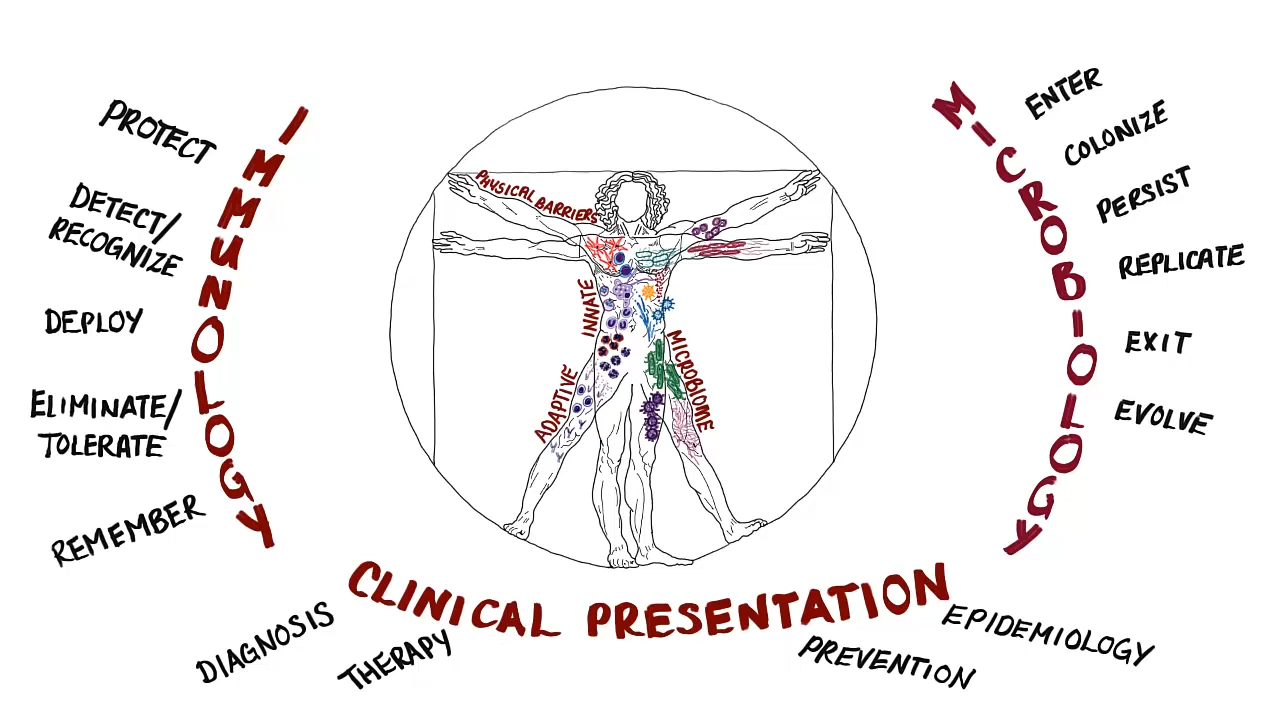 IMMUNOLOGY
PROTECT
DETECT/
RECOGNIZE
DEPLOY
ELIMINATE/
TOLERATE
REMEMBER
PHYSICAL BARRIERS
INNATE
ADAPTIVE
MICROBIOME
MICROBIOLOGY
ENTER
COLONIZE
PERSIST
REPLICATE
EXIT
EVOLVE
CLINICAL PRESENTATION
DIAGNOSIS
THERAPY
PREVENTION
EPIDEMIOLOGY